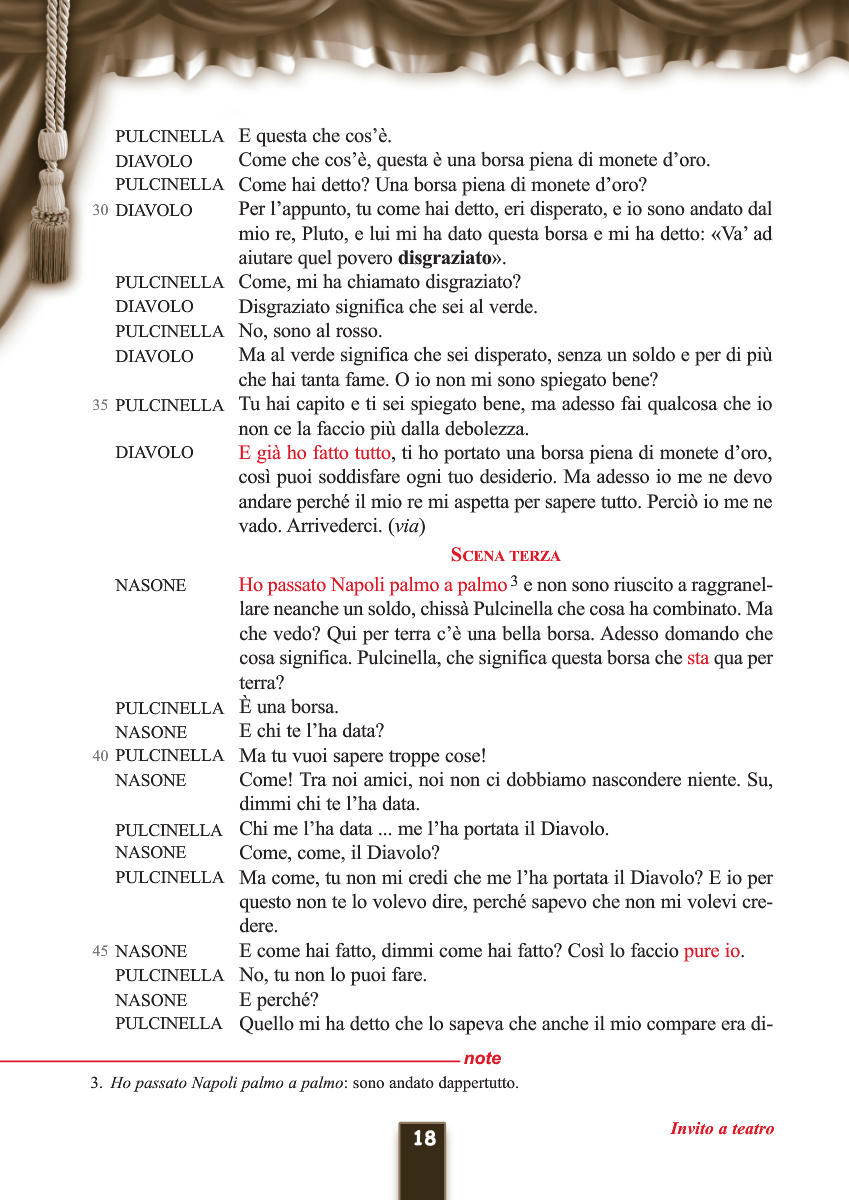 PULCINELLA E questa che cos’è.
DIAVOLO Come che cos’è, questa è una borsa piena di monete d’oro.
PULCINELLA Come hai detto? Una borsa piena di monete d’oro?
30 DIAVOLO Per l’appunto, tu come hai detto, eri disperato, e io sono andato dal
mio re, Pluto, e lui mi ha dato questa borsa e mi ha detto: «Va’ ad
aiutare quel povero disgraziato».
PULCINELLA Come, mi ha chiamato disgraziato?
DIAVOLO Disgraziato significa che sei al verde.
PULCINELLA No, sono al rosso.
DIAVOLO Ma al verde significa che sei disperato, senza un soldo e per di più
che hai tanta fame. O io non mi sono spiegato bene?
35 PULCINELLA Tu hai capito e ti sei spiegato bene, ma adesso fai qualcosa che io
non ce la faccio più dalla debolezza.
DIAVOLO E già ho fatto tutto, ti ho portato una borsa piena di monete d’oro,
così puoi soddisfare ogni tuo desiderio. Ma adesso io me ne devo
andare perché il mio re mi aspetta per sapere tutto. Perciò io me ne
vado. Arrivederci. (via)
SCENA TERZA
NASONE Ho passato Napoli palmo a palmo 3 e non sono riuscito a raggranel-
lare neanche un soldo, chissà Pulcinella che cosa ha combinato. Ma
che vedo? Qui per terra c’è una bella borsa. Adesso domando che
cosa significa. Pulcinella, che significa questa borsa che sta qua per
terra?
PULCINELLA È una borsa.
NASONE E chi te l’ha data?
40 PULCINELLA Ma tu vuoi sapere troppe cose!
NASONE Come! Tra noi amici, noi non ci dobbiamo nascondere niente. Su,
dimmi chi te l’ha data.
PULCINELLA Chi me l’ha data ... me l’ha portata il Diavolo.
NASONE Come, come, il Diavolo?
PULCINELLA Ma come, tu non mi credi che me l’ha portata il Diavolo? E io per
questo non te lo volevo dire, perché sapevo che non mi volevi cre-
dere.
45 NASONE E come hai fatto, dimmi come hai fatto? Così lo faccio pure io.
PULCINELLA No, tu non lo puoi fare.
NASONE E perché?
PULCINELLA Quello mi ha detto che lo sapeva che anche il mio compare era di-
note
3. Ho passato Napoli palmo a palmo: sono andato dappertutto.
Invito a teatro
18